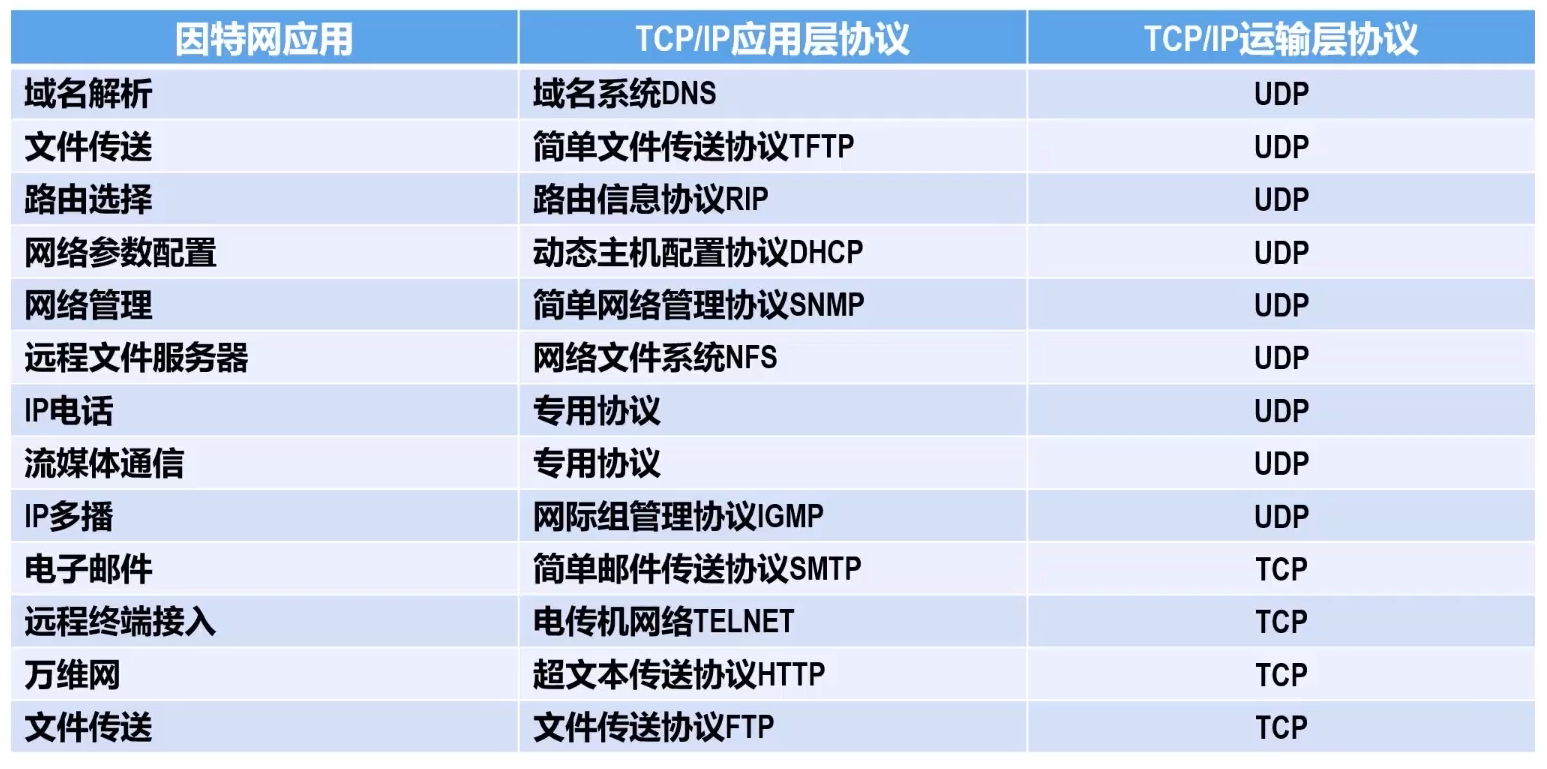 因特网应用 TCP/IP应用层协议 TCP/IP运输层协议
域名解析 域名系统DNS UDP
文件传送 简单文件传送协议TFTP UDP
路由选择 路由信息协议RIP UDP
网络参数配置 动态主机配置协议DHCP UDP
网络管理 简单网络管理协议SNMP UDP
远程文件服务器 网络文件系统NFS UDP
IP电话 专用协议 UDP
流媒体通信 专用协议 UDP
IP多播 网际组管理协议IGMP UDP
电子邮件 简单邮件传送协议SMTP TCP
远程终端接入 电传机网络TELNET TCP
万维网 超文本传送协议HTTP TCP
文件传送 文件传送协议FTP TCP